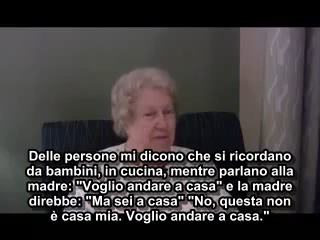 Delle persone mi dicono che si ricordano
da bambini, in cucina, mentre parlano alla
madre: "Voglio andare a casa" e la madre
direbbe: "Ma sei a casa" "No, questa non
è casa mia. Voglio andare a casa."